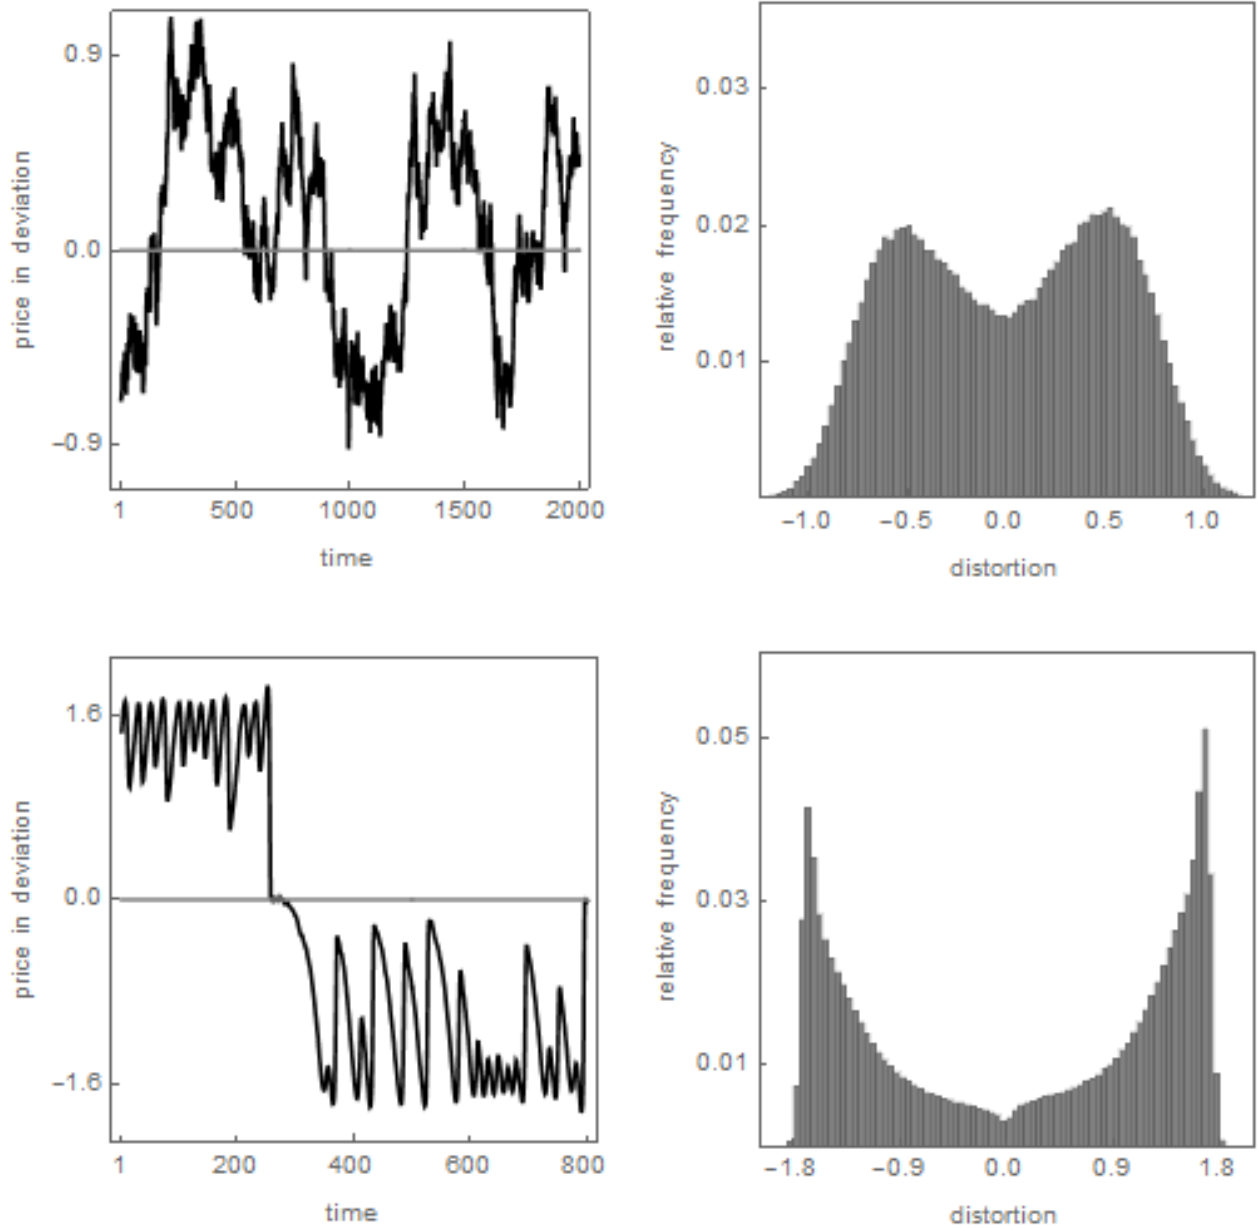 price in deviation
0.9
0.0
−0.9
1 500 1000 1500 2000
time
relative frequency
0.03
0.02
0.01
−1.0 −0.5 0.0 0.5 1.0
distortion
price in deviation
1.6
0.0
−1.6
1 200 400 600 800
time
relative frequency
0.05
0.03
0.01
−1.8 −0.9 0.0 0.9 1.8
distortion